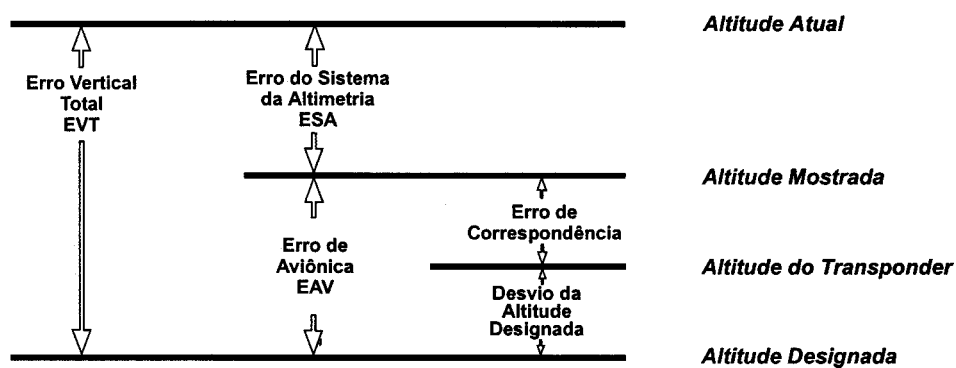 Altitude Atual
Erro Vertical
Total
EVT
Erro do Sistema
da Altimetria
ESA
Altitude Mostrada
Erro de
Correspondência
Erro de
Aviônica
EAV
Altitude do Transponder
Desvio da
Altitude
Designada
Altitude Designada